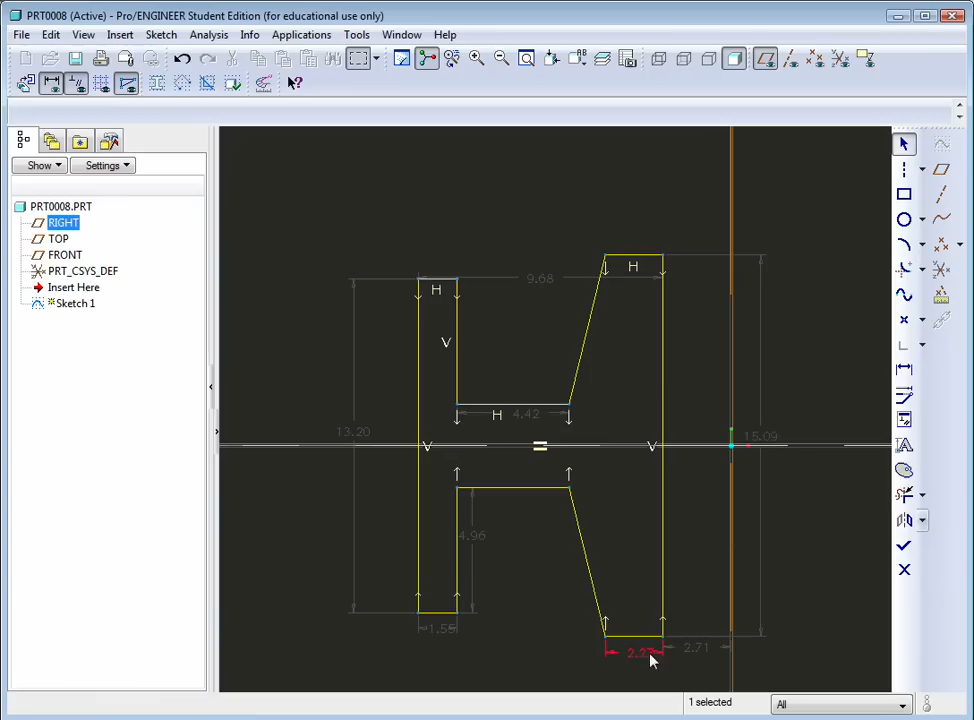 PRT0008 (Active) - Pro/ENGINEER Student Edition (for educational use only)
File Edit View Insert Sketch Analysis Info Applications Tools Window Help
Show Settings
PRT0008.PRT
RIGHT
TOP
FRONT
PRT_CSYS_DEF
Insert Here
Sketch 1
H
9.68
H
V
H 4.42
13.20
V
V
15.09
4.96
1.55
2.71
1 selected
All